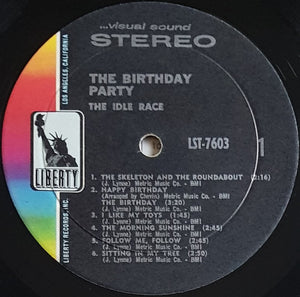 ...visual sound
STEREO
THE BIRTHDAY
PARTY
THE IDLE RACE
LST-7603
1
1. THE SKELETON AND THE ROUNDABOUT (2:16)
(J. Lynne) Metric Music Co. - BMI
2. HAPPY BIRTHDAY
(Arranged by Cherrie) Metric Music Co. - BMI
THE BIRTHDAY (3:20)
(J. Lynne) Metric Music Co. - BMI
3. I LIKE MY TOYS (1:45)
(J. Lynne) Metric Music Co. - BMI
4. THE MORNING SUNSHINE (2:45)
(J. Lynne) Metric Music Co. - BMI
5. FOLLOW ME, FOLLOW (2:45)
(J. Lynne) Metric Music Co. - BMI
6. SITTING IN MY TREE (2:50)
(J. Lynne) Metric Music Co. - BMI
LIBERTY
LIBERTY RECORDS, INC.
LOS ANGELES, CALIFORNIA